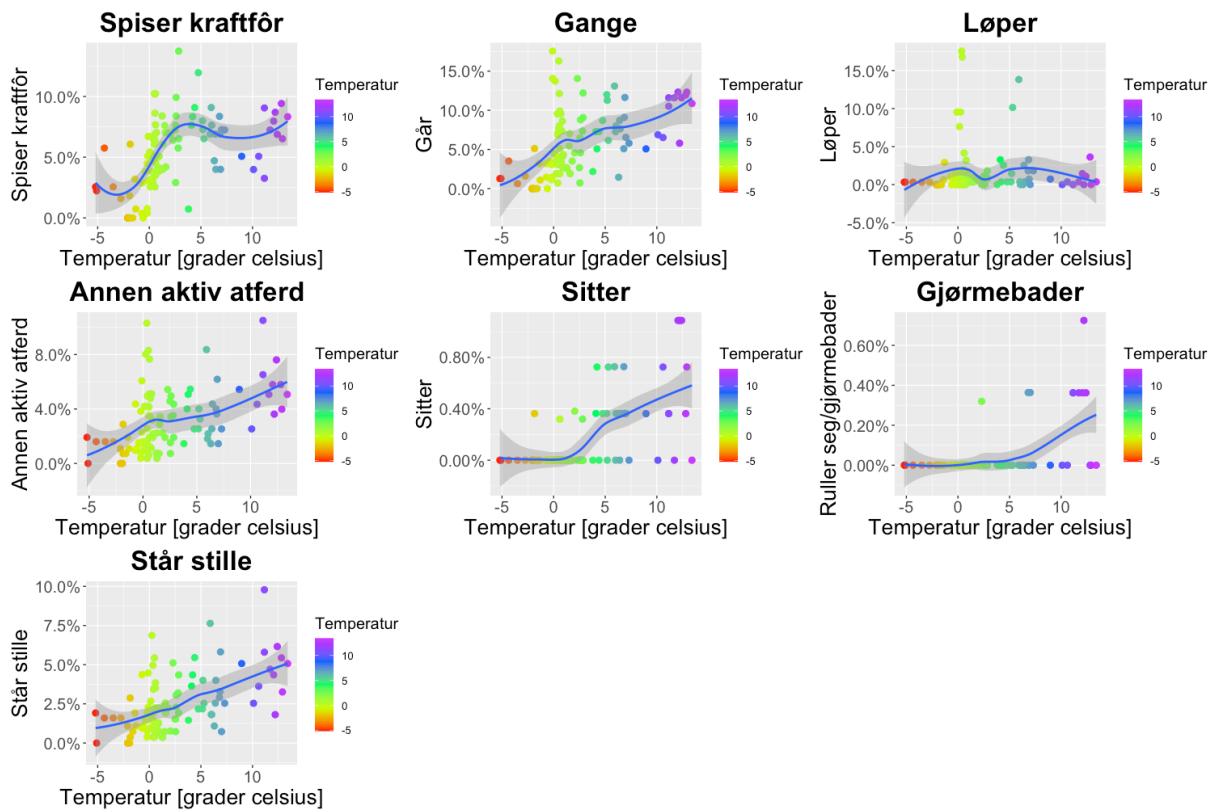 Spiser kraftfôr
Spiser kraftfôr
10.0%
5.0%
0.0%
-5 0 5 10
Temperatur [grader celsius]
Temperatur
10
5
0
-5
Gange
Går
15.0%
10.0%
5.0%
0.0%
-5 0 5 10
Temperatur [grader celsius]
Temperatur
10
5
0
-5
Løper
Løper
15.0%
10.0%
5.0%
0.0%
-5.0%
-5 0 5 10
Temperatur [grader celsius]
Temperatur
10
5
0
-5
Annen aktiv atferd
Annen aktiv atferd
8.0%
4.0%
0.0%
-5 0 5 10
Temperatur [grader celsius]
Temperatur
10
5
0
-5
Sitter
Sitter
0.80%
0.40%
0.00%
-5 0 5 10
Temperatur [grader celsius]
Temperatur
10
5
0
-5
Gjørmebader
Ruller seg/gjørmebader
0.60%
0.40%
0.20%
0.00%
-5 0 5 10
Temperatur [grader celsius]
Temperatur
10
5
0
-5
Står stille
Står stille
10.0%
7.5%
5.0%
2.5%
0.0%
-5 0 5 10
Temperatur [grader celsius]
Temperatur
10
5
0
-5